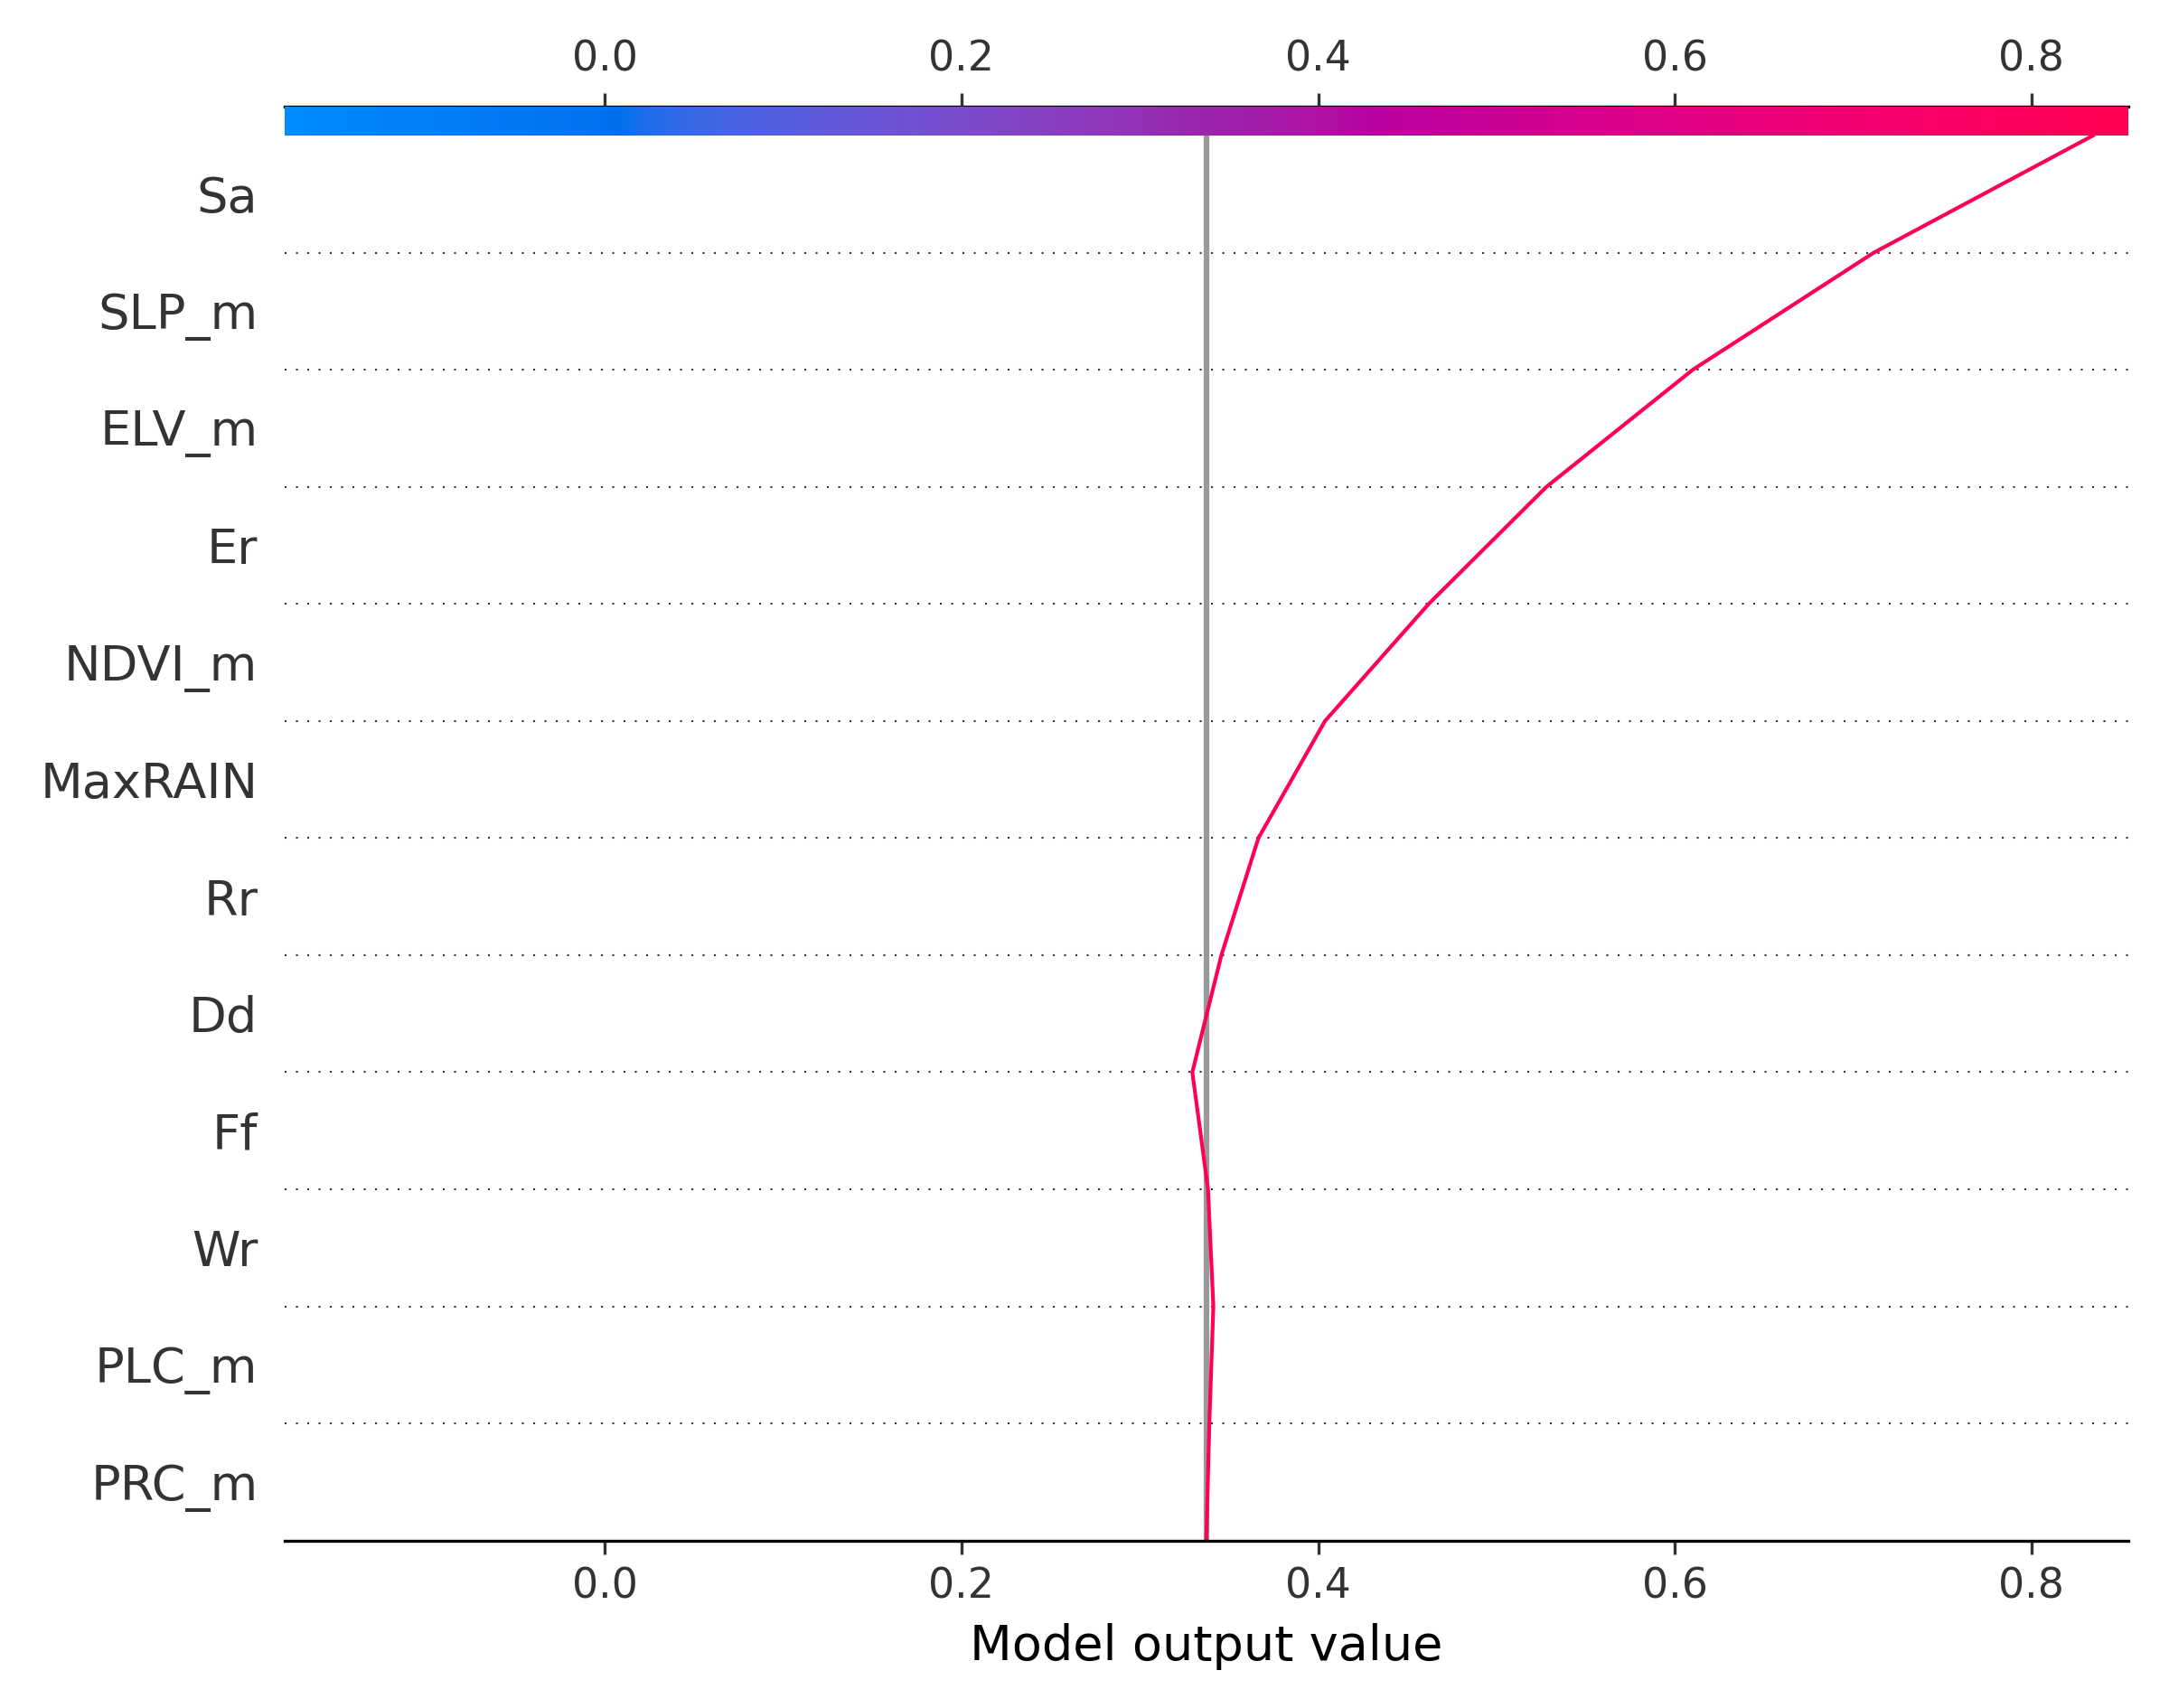 0.0 0.2 0.4 0.6 0.8
Sa
SLP_m
ELV_m
Er
NDVI_m
MaxRAIN
Rr
Dd
Ff
Wr
PLC_m
PRC_m
0.0 0.2 0.4 0.6 0.8
Model output value